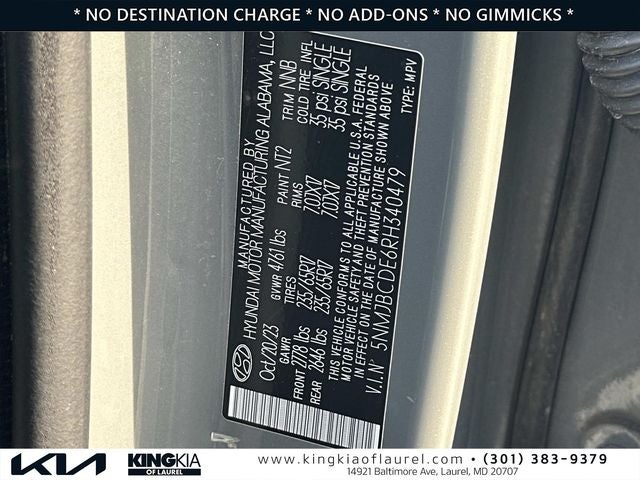 * NO DESTINATION CHARGE * NO ADD-ONS * NO GIMMICKS *
MANUFACTURED BY
HYUNDAI MOTOR MANUFACTURING ALABAMA, LLC
Oct/20/23 GVWR 4761lbs PAINT NT2 TRIM NNB
GAWR TIRES RIMS COLD TIRE INFL
FRONT 2778 lbs 235/65R17 7.0JX17 35 psi SINGLE
REAR 2646 lbs 235/65R17 7.0JX17 35 psi SINGLE
THIS VEHICLE CONFORMS TO ALL APPLICABLE U.S.A. FEDERAL
MOTOR VEHICLE SAFETY AND THEFT PREVENTION STANDARDS
IN EFFECT ON THE DATE OF MANUFACTURE SHOWN ABOVE
V.I.N: 5NMJBCDE6RH340479 TYPE: MPV
KIA KING KIA
OF LAUREL
www.kingkiaoflaurel.com • (301) 383-9379
14921 Baltimore Ave, Laurel, MD 20707